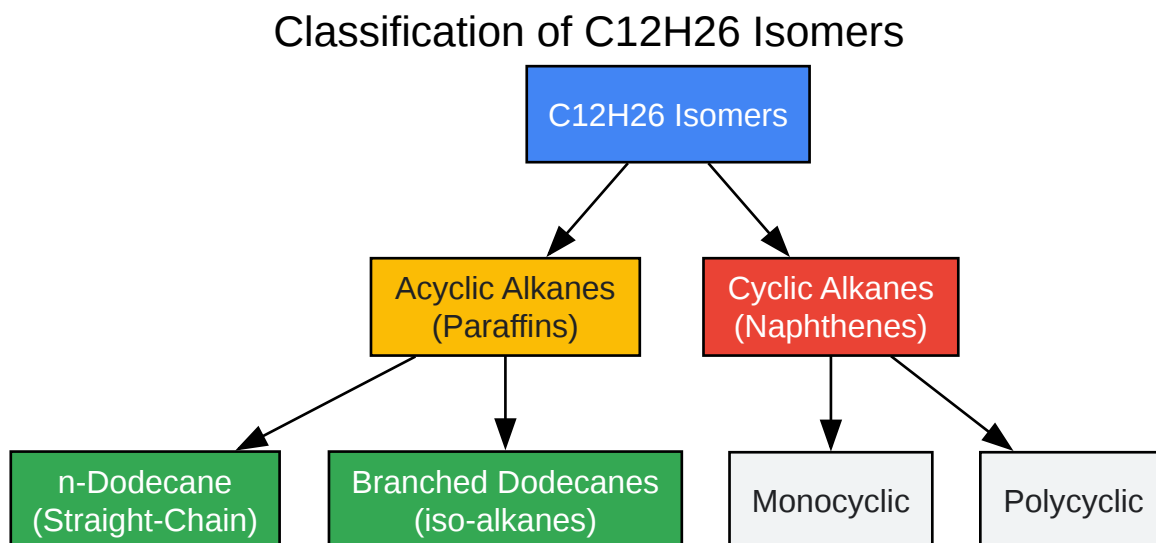 Classification of C12H26 Isomers
C12H26 Isomers
Acyclic Alkanes
(Paraffins)
Cyclic Alkanes
(Naphthenes)
n-Dodecane
(Straight-Chain)
Branched Dodecanes
(iso-alkanes)
Monocyclic
Polycyclic